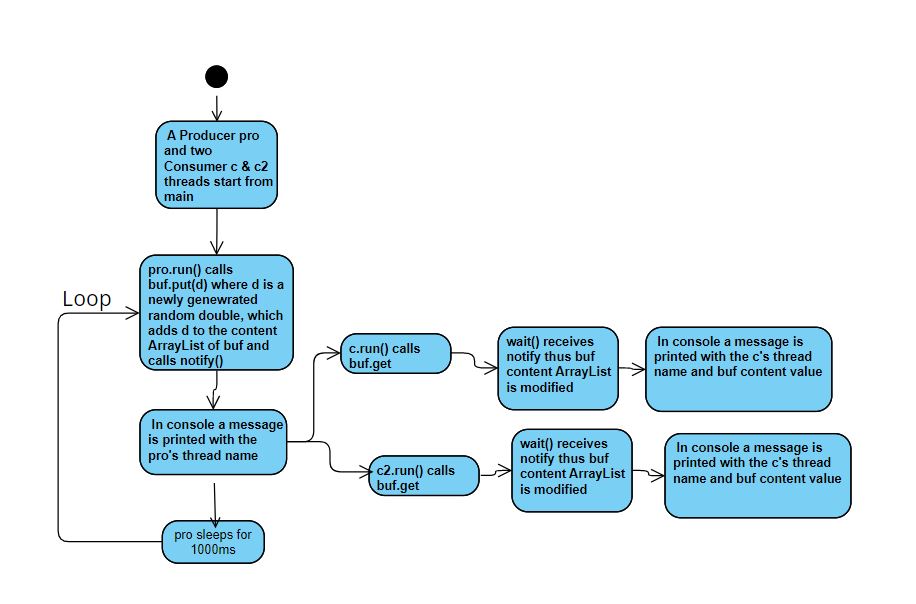 A Producer pro
and two
Consumer c & c2
threads start from
main
pro.run() calls
buf.put(d) where d is a
newly genewrated
random double, which
adds d to the content
ArrayList of buf and
calls notify()
Loop
In console a message
is printed with the
pro's thread name
pro sleeps for
1000ms
c.run() calls
buf.get
wait() receives
notify thus buf
content ArrayList
is modified
In console a message is
printed with the c's thread
name and buf content value
c2.run() calls
buf.get
wait() receives
notify thus buf
content ArrayList
is modified
In console a message is
printed with the c's thread
name and buf content value